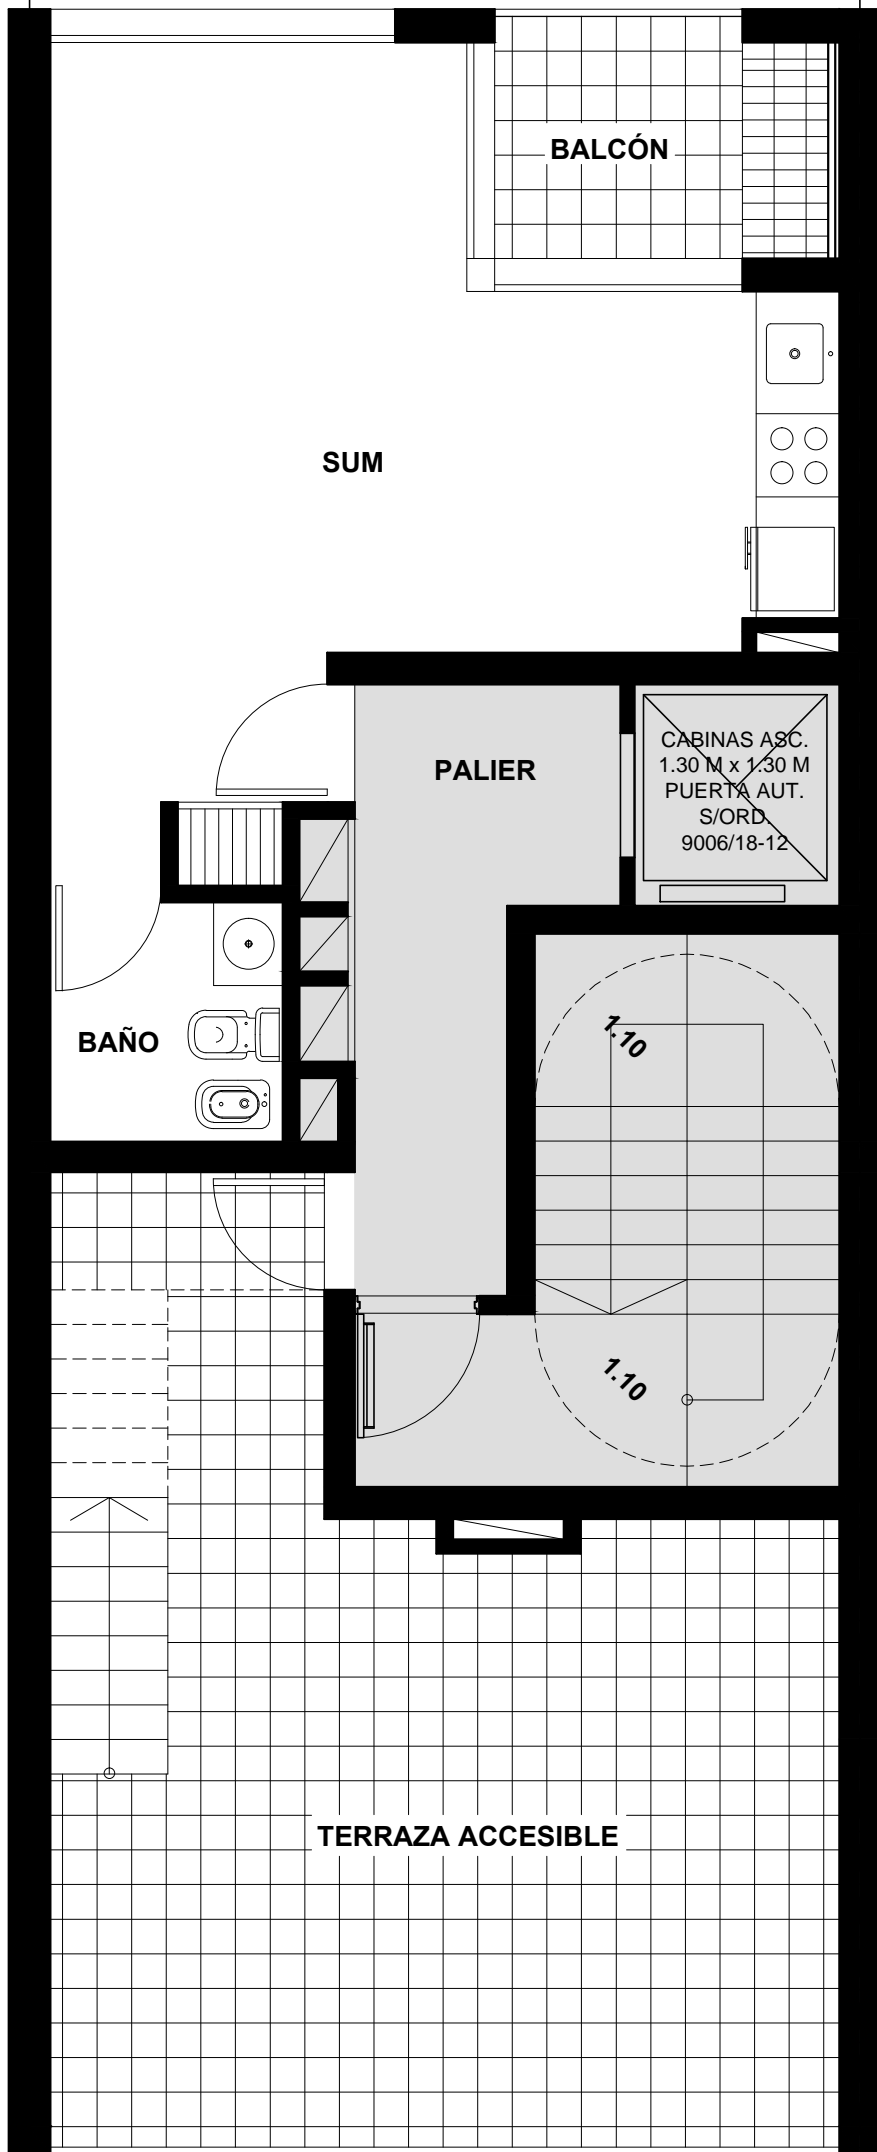 BALCÓN
SUM
PALIER
CABINAS ASC.
1.30 M x 1.30 M
PUERTA AUT.
S/ORD.
9006/18-12
BAÑO
1.10
1.10
TERRAZA ACCESIBLE